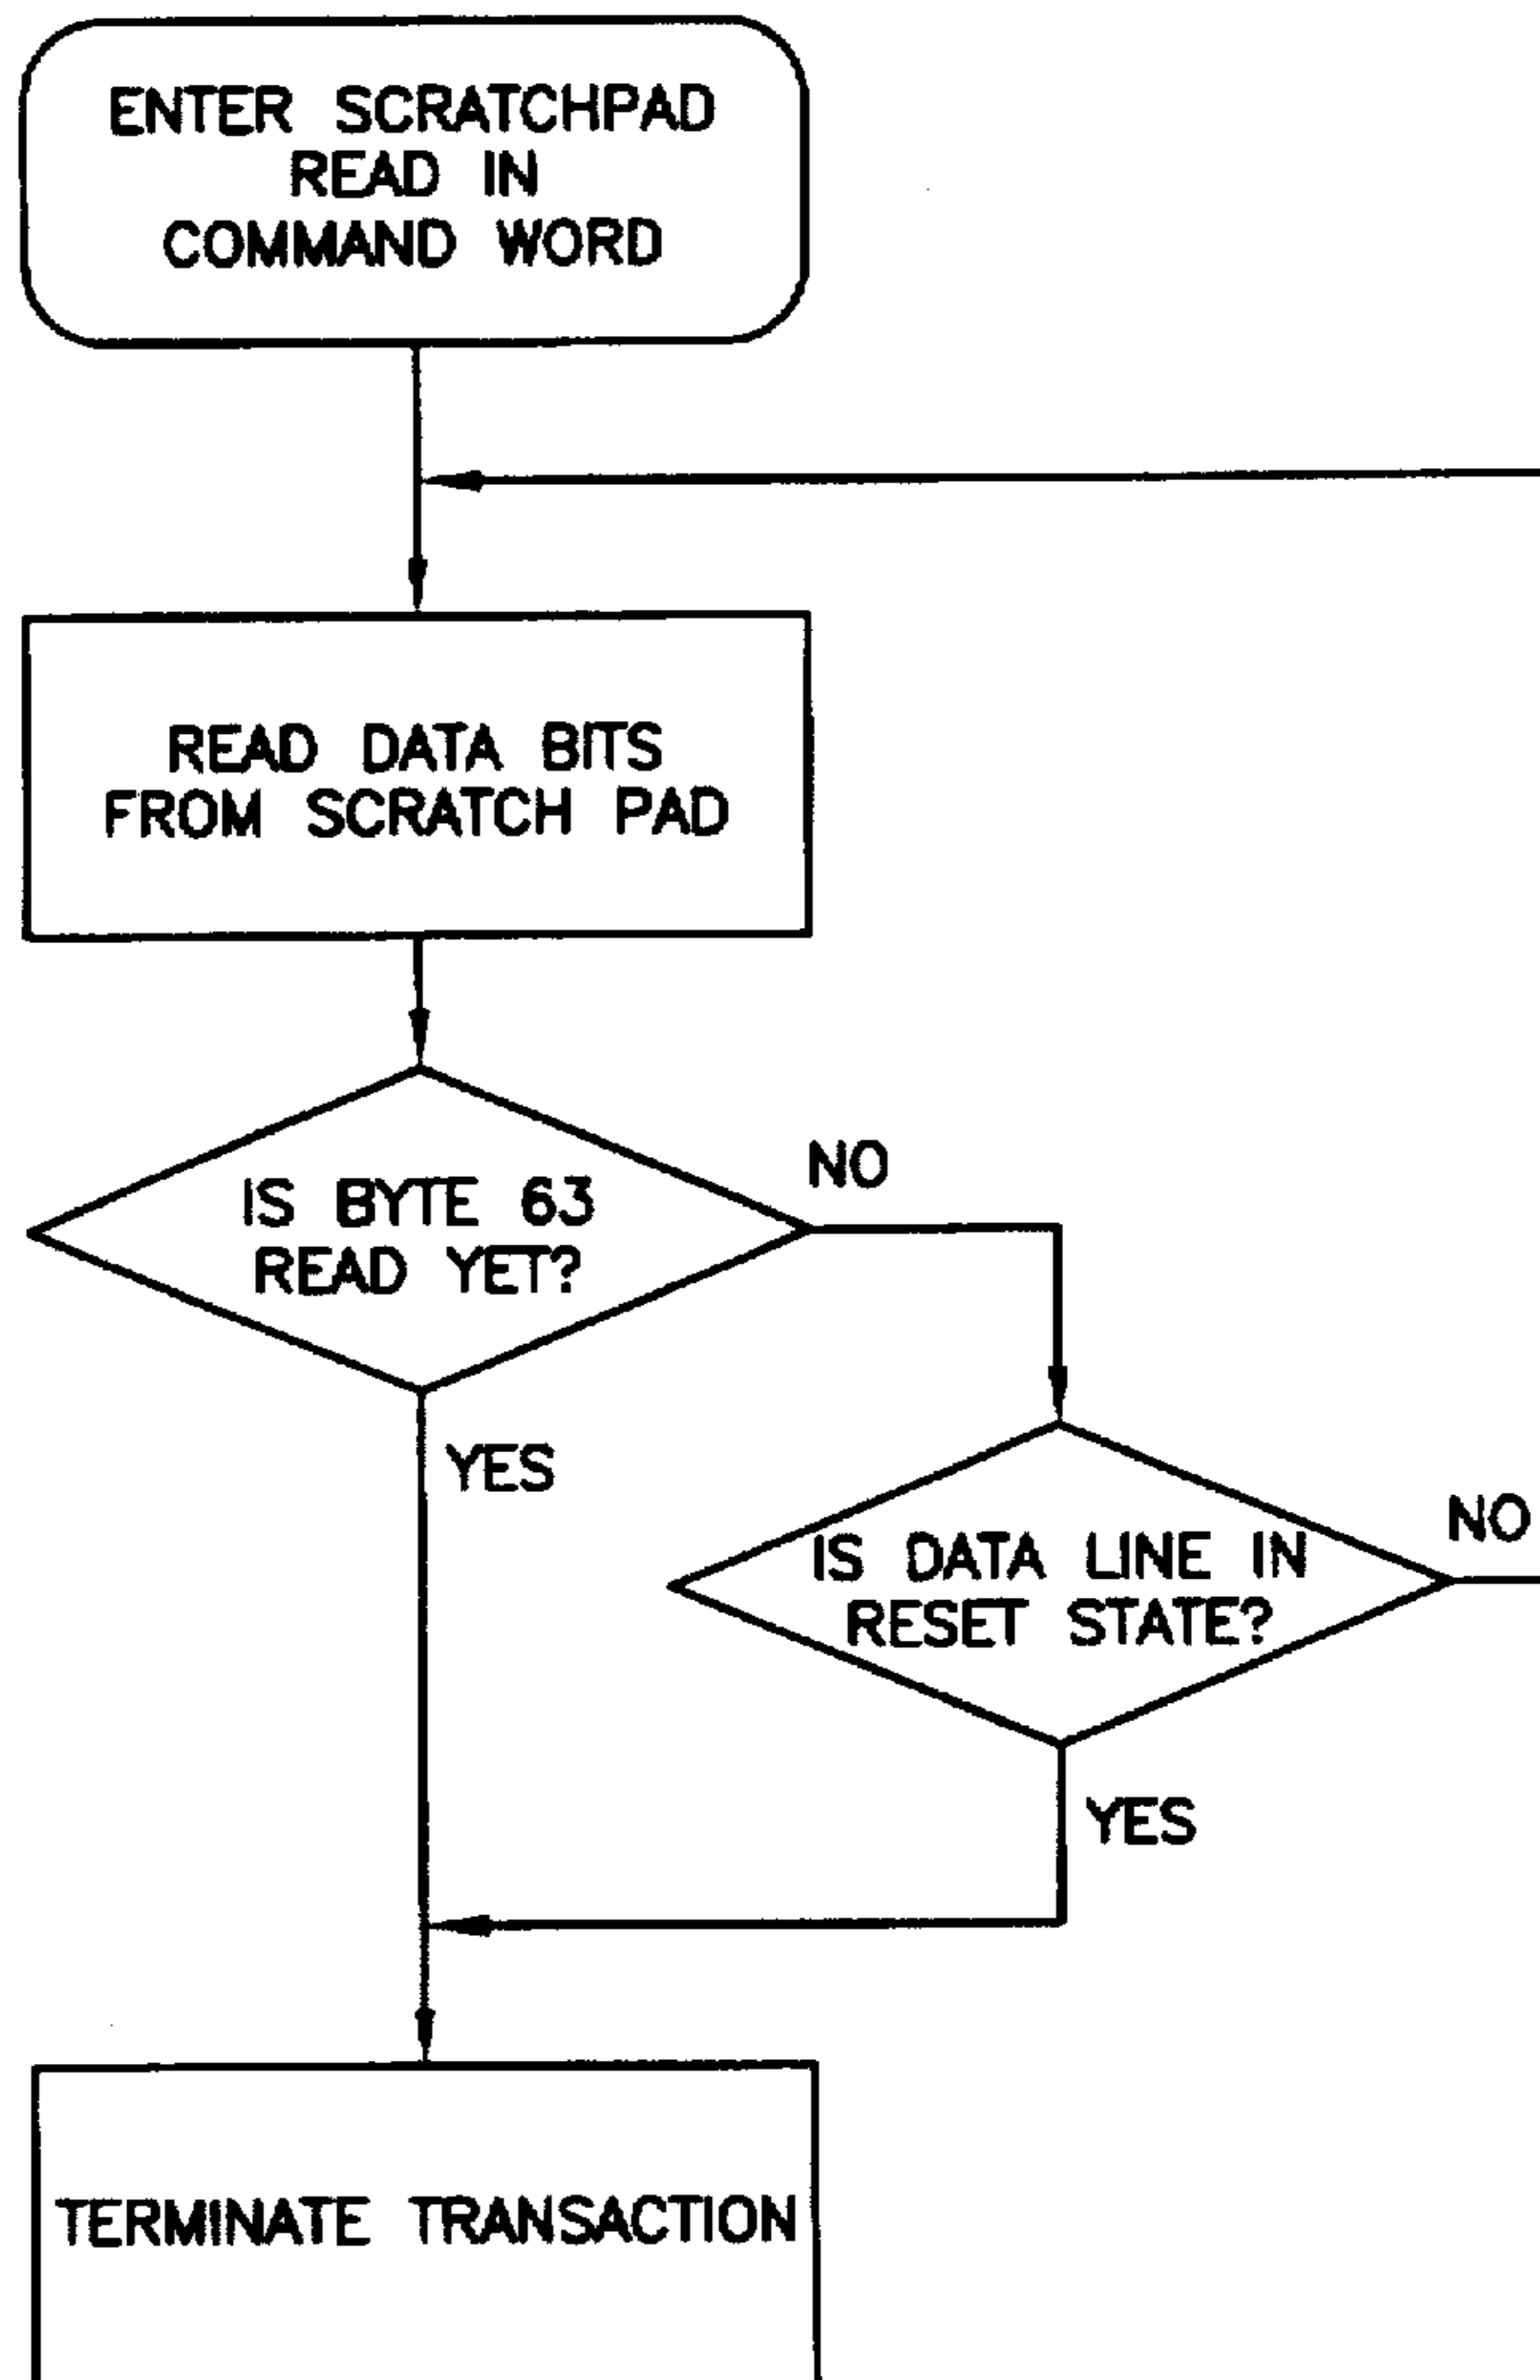 ENTER SCRATCHPAD
READ IN
COMMAND WORD
READ DATA BITS
FROM SCRATCH PAD
IS BYTE 63
READ YET?
NO
YES
IS DATA LINE IN
RESET STATE?
NO
YES
TERMINATE TRANSACTION